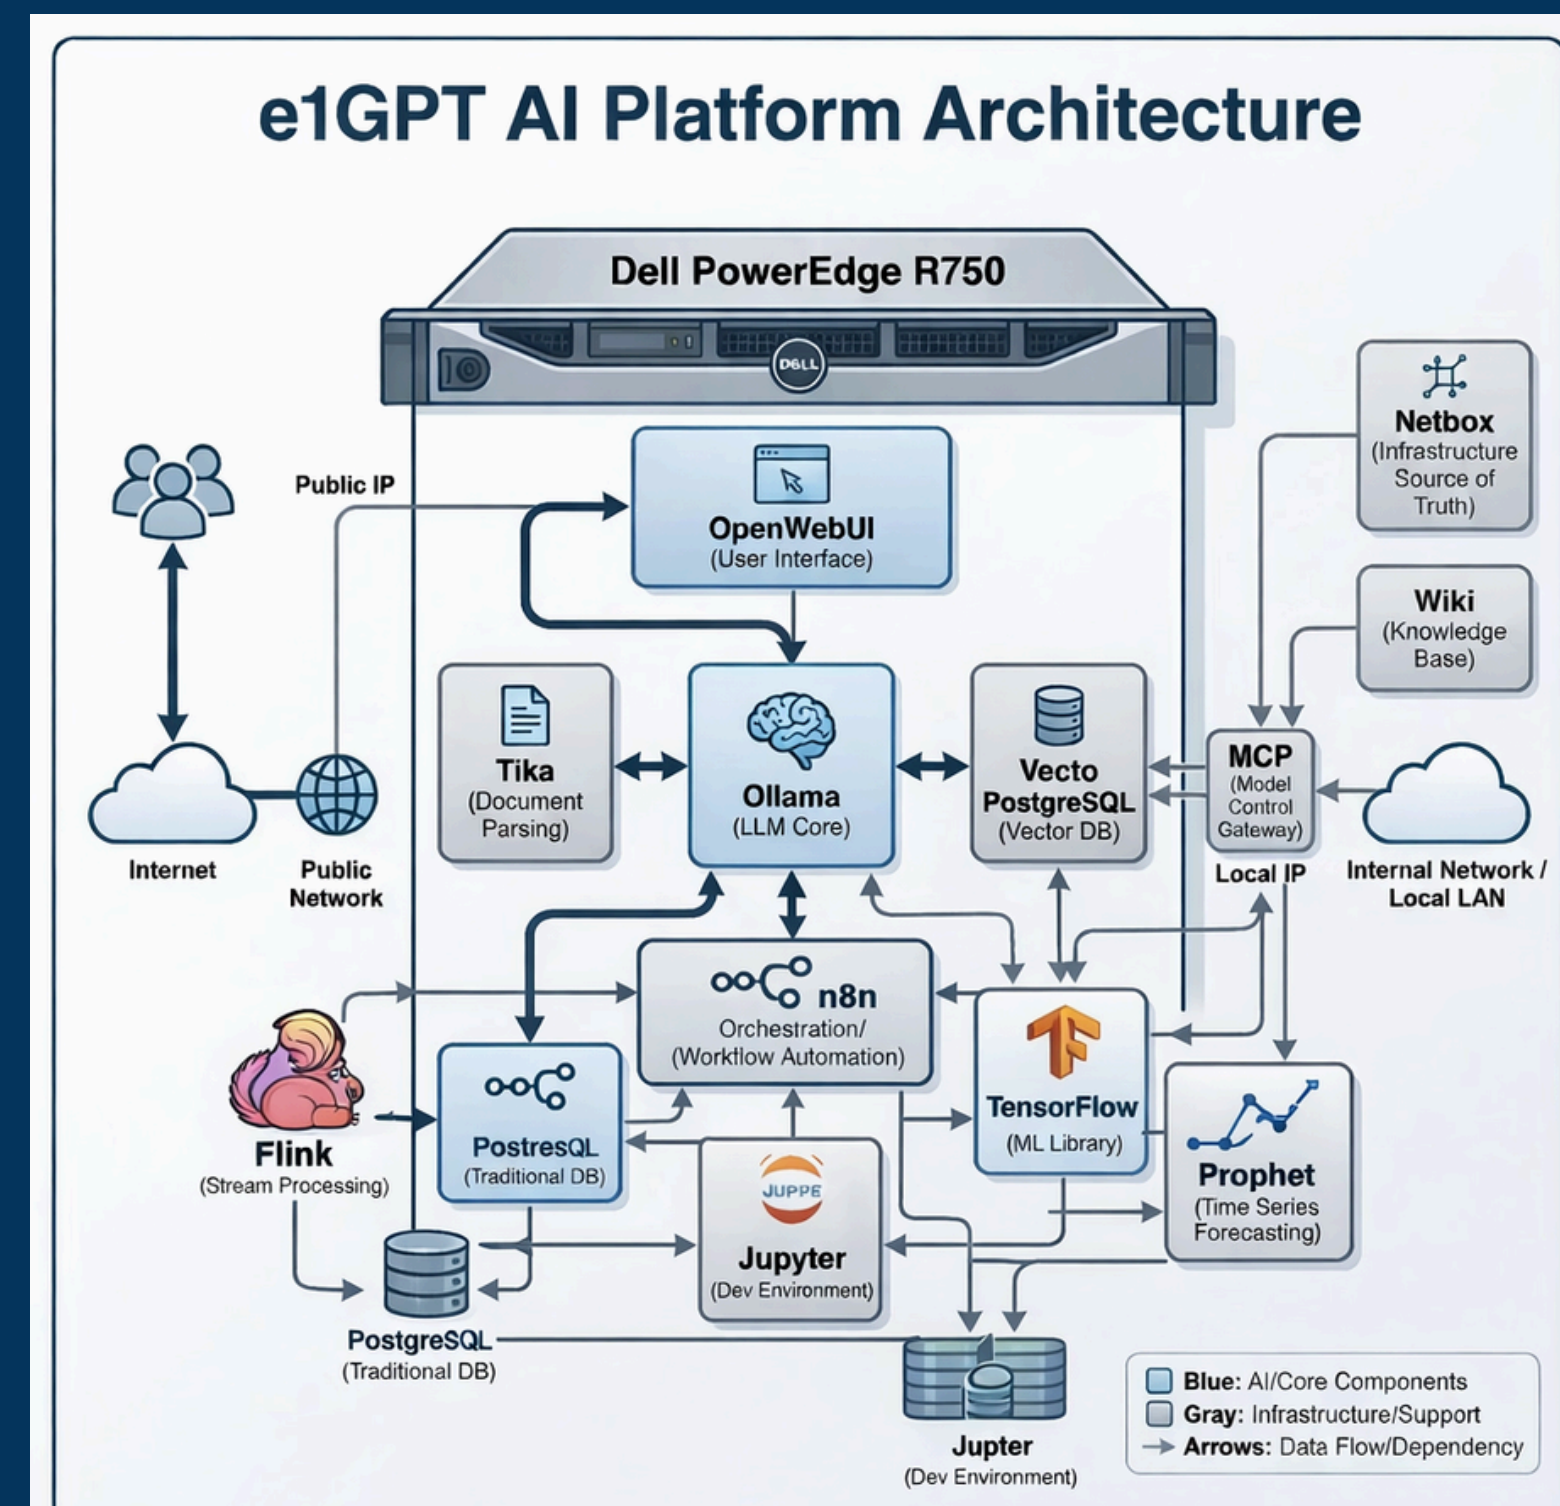 e1GPT AI Platform Architecture
Dell PowerEdge R750
DELL
Netbox
(Infrastructure
Source of
Truth)
Public IP
OpenWebUI
(User Interface)
Wiki
(Knowledge
Base)
Tika
(Document
Parsing)
Ollama
(LLM Core)
Vecto
PostgreSQL
(Vector DB)
MCP
(Model
Control
Gateway)
Local IP
Internal Network /
Local LAN
Internet
Public
Network
n8n
Orchestration/
(Workflow Automation)
Flink
(Stream Processing)
PostresQL
(Traditional DB)
TensorFlow
(ML Library)
Prophet
(Time Series
Forecasting)
JUPPE
Jupyter
(Dev Environment)
PostgreSQL
(Traditional DB)
Jupter
(Dev Environment)
Blue: AI/Core Components
Gray: Infrastructure/Support
Arrows: Data Flow/Dependency